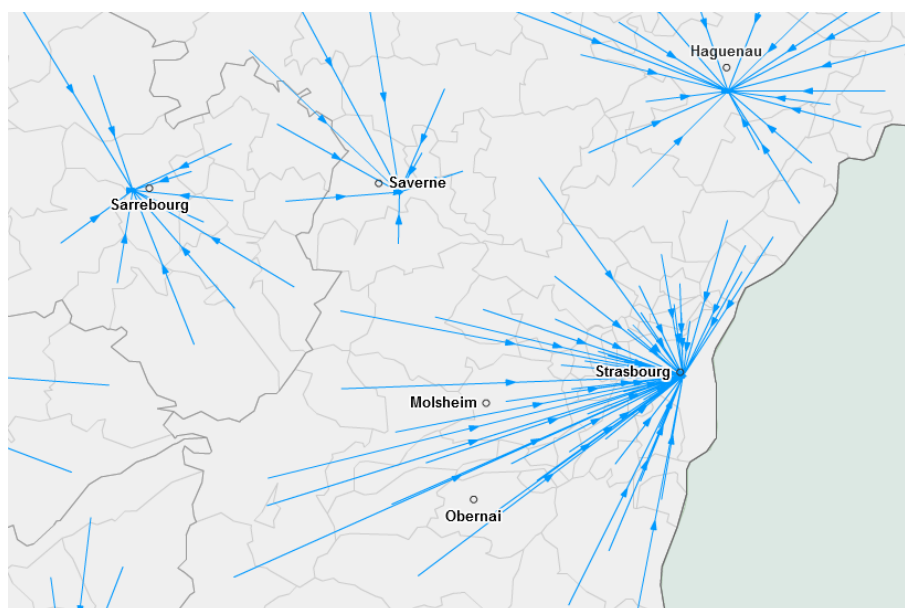 Haguenau
Saverne
Sarrebourg
Strasbourg
Molsheim
Obernai